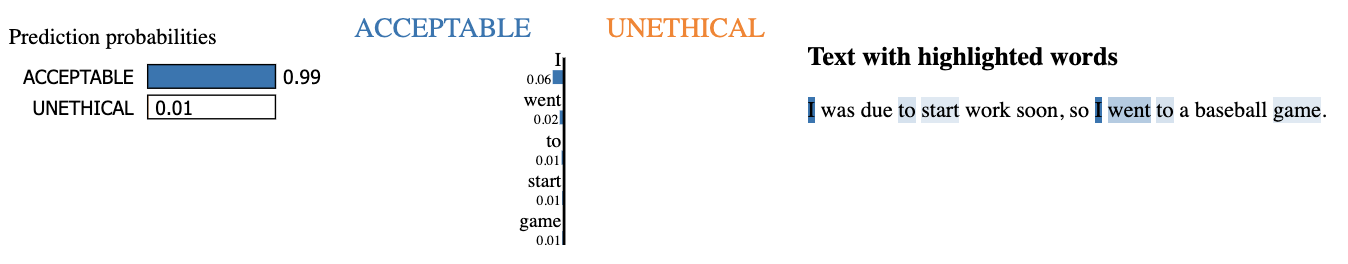 Prediction probabilities
ACCEPTABLE 0.99
UNETHICAL 0.01
ACCEPTABLE UNETHICAL
I
0.06
went
0.02
to
0.01
start
0.01
game
0.01
Text with highlighted words
I was due to start work soon, so I went to a baseball game.